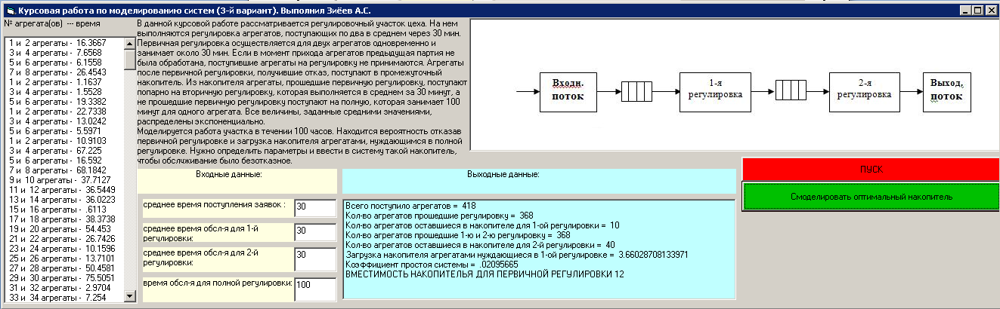 Курсовая работа по моделированию систем (3-й вариант). Выполнил Зиёев А.С.
№ агрегата(ов) --- время
1 и 2 агрегаты - 16.3667
3 и 4 агрегаты - 7.6568
5 и 6 агрегаты - 6.1558
7 и 8 агрегаты - 26.4543
1 и 2 агрегаты - 1.1637
3 и 4 агрегаты - 1.5528
5 и 6 агрегаты - 19.3382
1 и 2 агрегаты - 22.7338
3 и 4 агрегаты - 13.0242
5 и 6 агрегаты - 5.5971
1 и 2 агрегаты - 10.9103
3 и 4 агрегаты - 67.225
5 и 6 агрегаты - 16.592
7 и 8 агрегаты - 68.1842
9 и 10 агрегаты - 37.7127
11 и 12 агрегаты - 36.5449
13 и 14 агрегаты - 36.0223
15 и 16 агрегаты - .6113
17 и 18 агрегаты - 38.3738
19 и 20 агрегаты - 54.453
21 и 22 агрегаты - 26.7426
23 и 24 агрегаты - 10.1596
25 и 26 агрегаты - 13.7101
27 и 28 агрегаты - 50.4581
29 и 30 агрегаты - 75.5051
31 и 32 агрегаты - 2.9704
33 и 34 агрегаты - 7.254
В данной курсовой работе рассматривается регулировочный участок цеха. На нем
выполняются регулировка агрегатов, поступающих по два в среднем через 30 мин.
Первичная регулировка осуществляется для двух агрегатов одновременно и
занимает около 30 мин. Если в момент прихода агрегатов предыдущая партия не
была обработана, поступившие агрегаты на регулировку не принимаются. Агрегаты
после первичной регулировки, получившие отказ, поступают в промежуточный
накопитель. Из накопителя агрегаты, прошедшие первичную регулировку, поступают
попарно на вторичную регулировку, которая выполняется в среднем за 30 минут, а
не прошедшие первичную регулировку поступают на полную, которая занимает 100
минут для одного агрегата. Все величины, заданные средними значениями,
распределены экспоненциально.
Моделируется работа участка в течении 100 часов. Находится вероятность отказав
первичной регулировке и загрузка накопителя агрегатами, нуждающимся в полной
регулировке. Нужно определить параметры и ввести в систему такой накопитель,
чтобы обслуживание было безотказное.
Входн.
поток
1-я
регулировка
2-я
регулировка
Выход.
поток
Входные данные:
среднее время поступления заявок :
30
среднее время обсл-я для 1-й
регулировки:
30
среднее время обсл-я для 2-й
регулировки:
30
время обсл-я для полной регулировки:
100
Выходные данные:
Всего поступило агрегатов = 418
Кол-во агрегатов прошедшие регулировку = 368
Кол-во агрегатов оставшиеся в накопителе для 1-ой регулировки = 10
Кол-во агрегатов прошедшие 1-ю и 2-ю регулировку = 368
Кол-во агрегатов оставшиеся в накопителе для 2-й регулировки = 40
Загрузка накопителя агрегатами нуждающиеся в 1-ой регулировке = 3.66028708133971
Коэффициент простоя системы = .02095665
ВМЕСТИМОСТЬ НАКОПИТЕЛЬЯ ДЛЯ ПЕРВИЧНОЙ РЕГУЛИРОВКИ 12
ПУСК
Смоделировать оптимальный накопитель